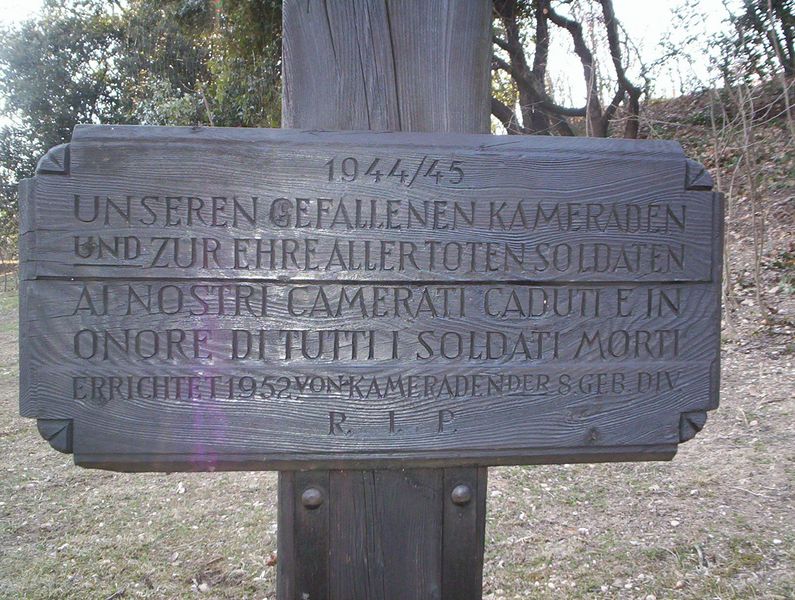 1944/45
UNSEREN GEFALLENEN KAMERADEN
UND ZUR EHRE ALLER TOTEN SOLDATEN
AI NOSTRI CAMERATI CADUTI E IN
ONORE DI TUTTI I SOLDATI MORTI
ERRICHTET 1952 VON KAMERADEN DER 8. GEB. DIV.
R. I. P.